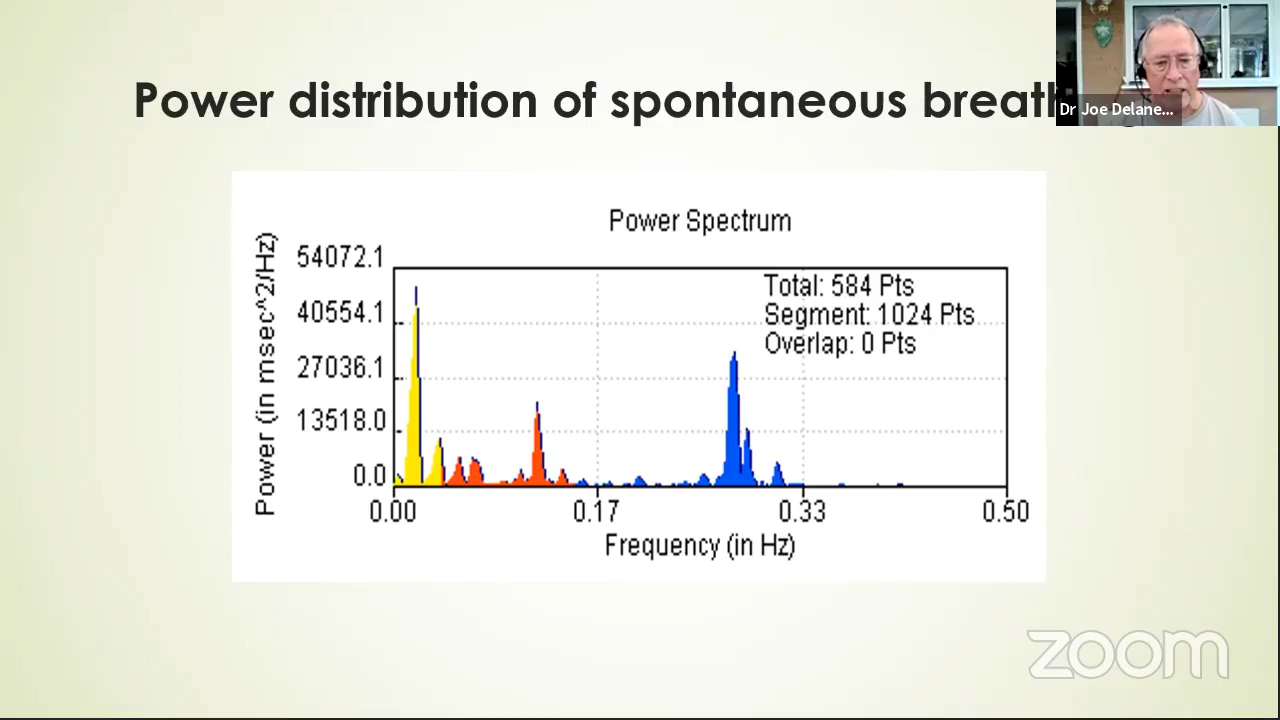 Power distribution of spontaneous
Dr Joe Delane...
Power Spectrum
Power (in msec^2/Hz)
54072.1
40554.1
27036.1
13518.0
0.0
Total: 584 Pts
Segment: 1024 Pts
Overlap: 0 Pts
0.00 0.17 0.33 0.50
Frequency (in Hz)
zoom